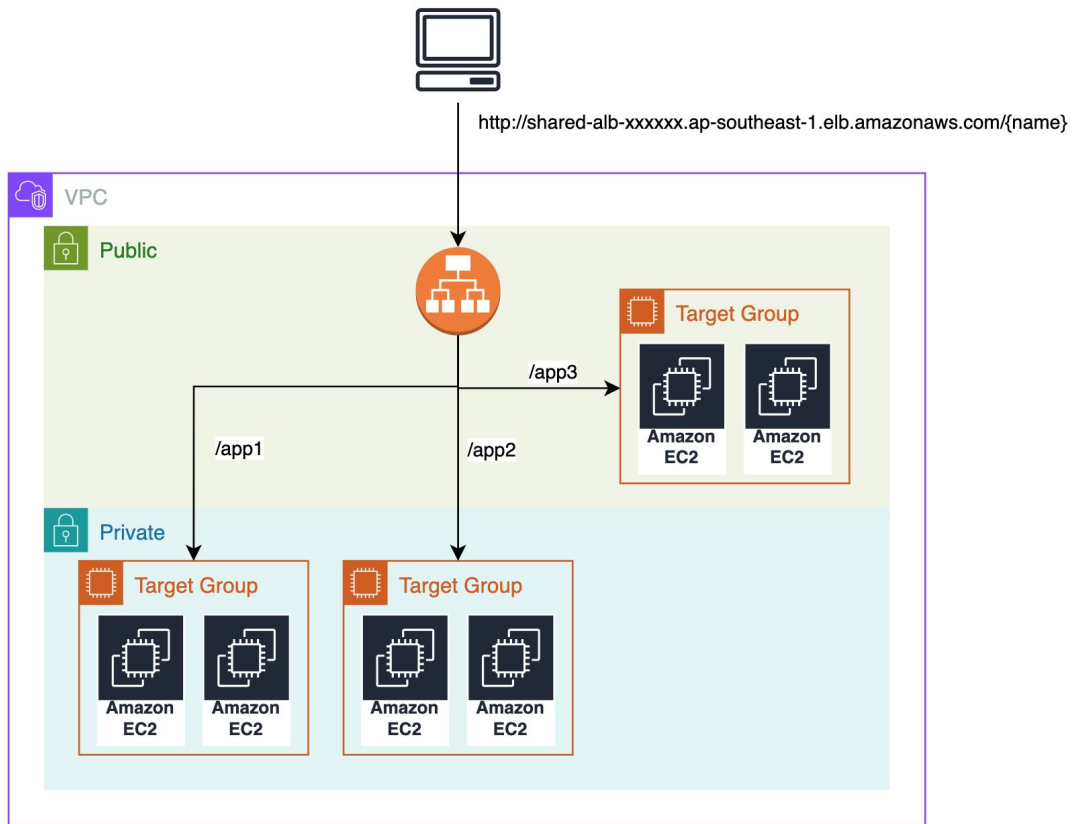 http://shared-alb-xxxxxx.ap-southeast-1.elb.amazonaws.com/{name}
VPC
Public
Target Group
/app3
Amazon
EC2
Amazon
EC2
/app1
/app2
Private
Target Group
Amazon
EC2
Amazon
EC2
Target Group
Amazon
EC2
Amazon
EC2